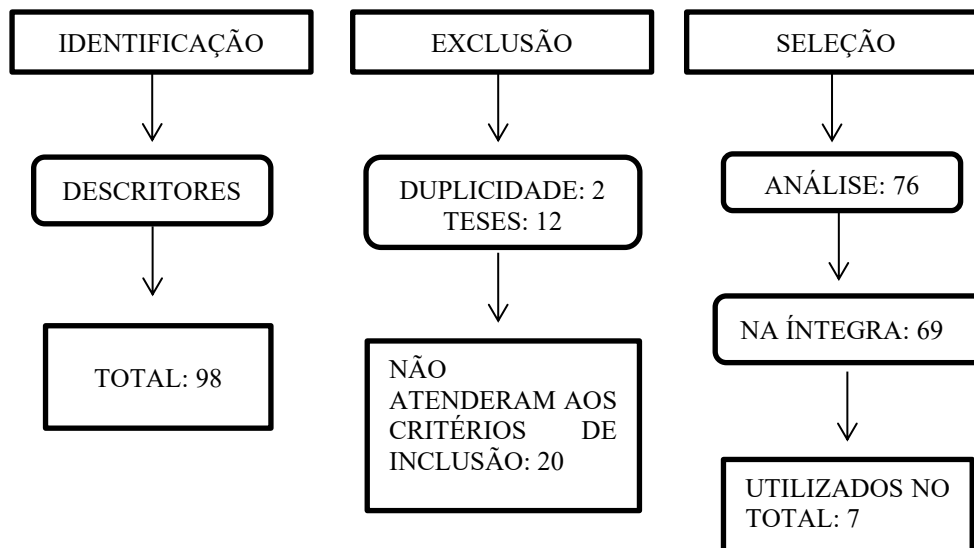 IDENTIFICAÇÃO
DESCRITORES
TOTAL: 98
EXCLUSÃO
DUPLICIDADE: 2
TESES: 12
NÃO
ATENDERAM AOS
CRITÉRIOS DE
INCLUSÃO: 20
SELEÇÃO
ANÁLISE: 76
NA ÍNTEGRA: 69
UTILIZADOS NO
TOTAL: 7